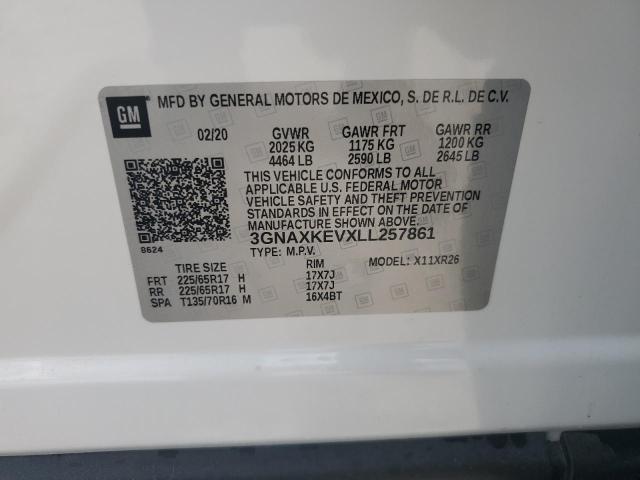 GM MFD BY GENERAL MOTORS DE MEXICO, S. DE R.L. DE C.V.
02/20 GVWR GAWR FRT GAWR RR
2025 KG 1175 KG 1200 KG
4464 LB 2590 LB 2645 LB
THIS VEHICLE CONFORMS TO ALL
APPLICABLE U.S. FEDERAL MOTOR
VEHICLE SAFETY AND THEFT PREVENTION
STANDARDS IN EFFECT ON THE DATE OF
MANUFACTURE SHOWN ABOVE.
8624 3GNAXKEVXLL257861
TYPE: M.P.V. MODEL: X11XR26
TIRE SIZE RIM
FRT 225/65R17 H 17X7J
RR 225/65R17 H 17X7J
SPA T135/70R16 M 16X4BT